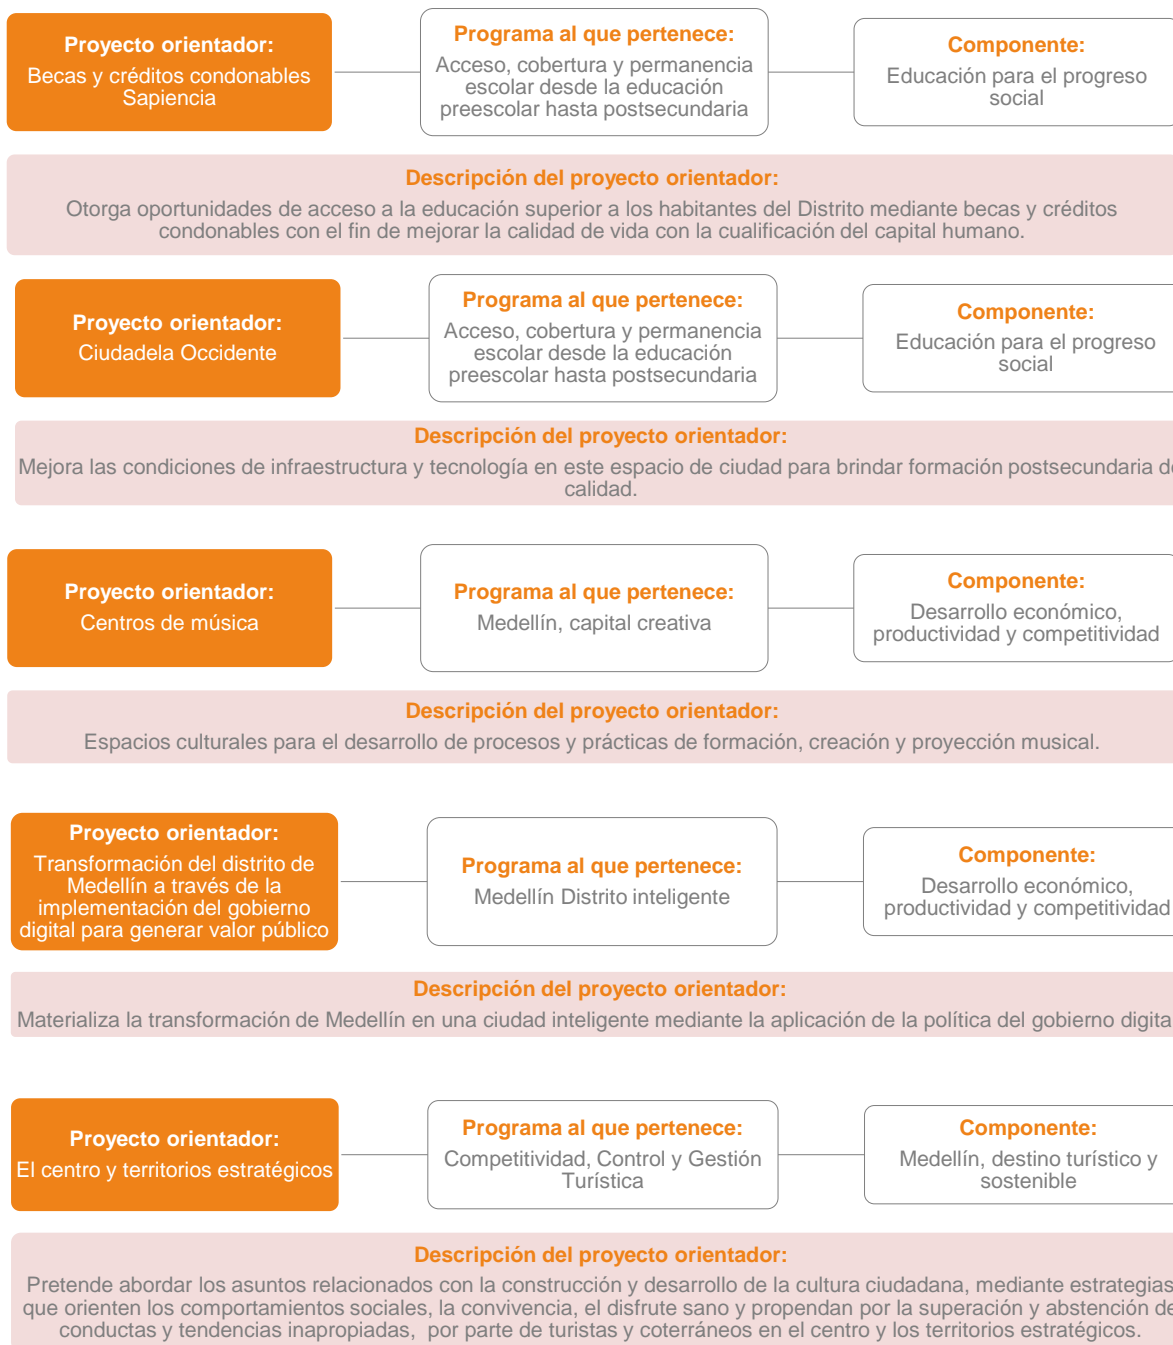 Proyecto orientador:
Becas y créditos condonables
Sapiencia
Programa al que pertenece:
Acceso, cobertura y permanencia
escolar desde la educación
preescolar hasta postsecundaria
Componente:
Educación para el progreso
social
Descripción del proyecto orientador:
Otorga oportunidades de acceso a la educación superior a los habitantes del Distrito mediante becas y créditos
condonables con el fin de mejorar la calidad de vida con la cualificación del capital humano.
Proyecto orientador:
Ciudadela Occidente
Programa al que pertenece:
Acceso, cobertura y permanencia
escolar desde la educación
preescolar hasta postsecundaria
Componente:
Educación para el progreso
social
Descripción del proyecto orientador:
Mejora las condiciones de infraestructura y tecnología en este espacio de ciudad para brindar formación postsecundaria de
calidad.
Proyecto orientador:
Centros de música
Programa al que pertenece:
Medellín, capital creativa
Componente:
Desarrollo económico,
productividad y competitividad
Descripción del proyecto orientador:
Espacios culturales para el desarrollo de procesos y prácticas de formación, creación y proyección musical.
Proyecto orientador:
Transformación del distrito de
Medellín a través de la
implementación del gobierno
digital para generar valor público
Programa al que pertenece:
Medellín Distrito inteligente
Componente:
Desarrollo económico,
productividad y competitividad
Descripción del proyecto orientador:
Materializa la transformación de Medellín en una ciudad inteligente mediante la aplicación de la política del gobierno digita
Proyecto orientador:
El centro y territorios estratégicos
Programa al que pertenece:
Competitividad, Control y Gestión
Turística
Componente:
Medellín, destino turístico y
sostenible
Descripción del proyecto orientador:
Pretende abordar los asuntos relacionados con la construcción y desarrollo de la cultura ciudadana, mediante estrategias
que orienten los comportamientos sociales, la convivencia, el disfrute sano y propendan por la superación y abstención de
conductas y tendencias inapropiadas, por parte de turistas y coterráneos en el centro y los territorios estratégicos.